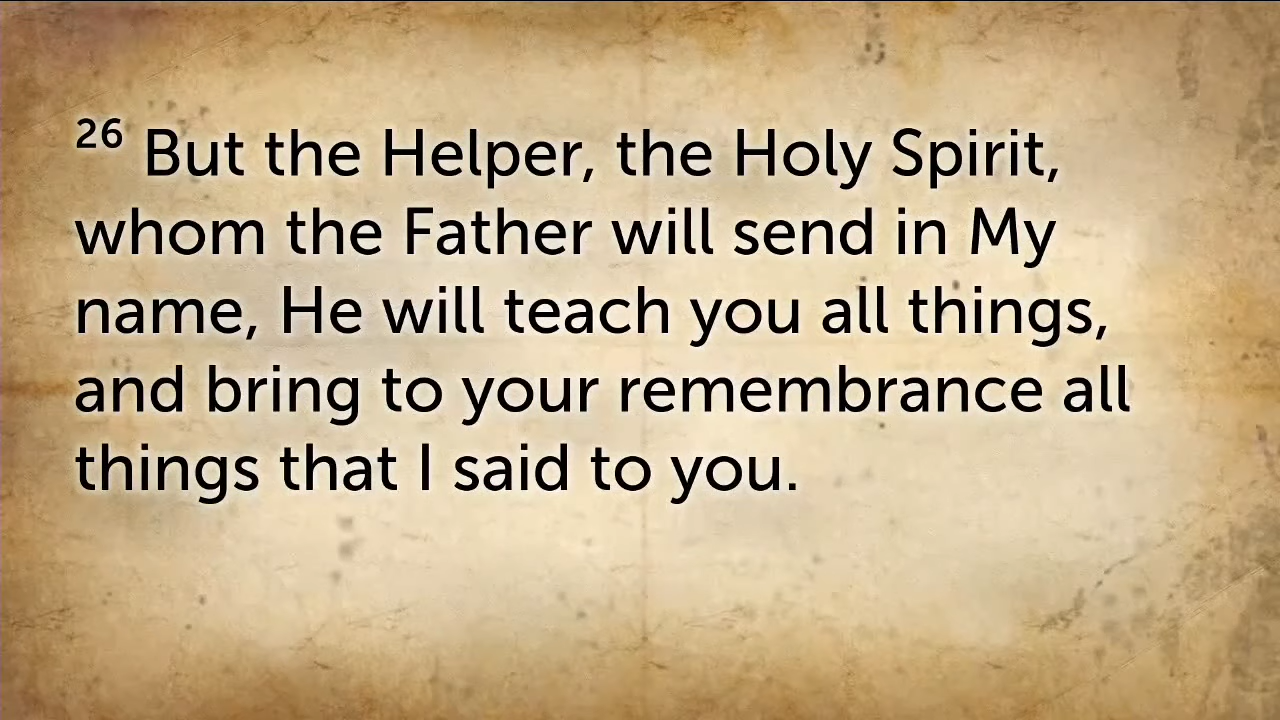 26 But the Helper, the Holy Spirit,
whom the Father will send in My
name, He will teach you all things,
and bring to your remembrance all
things that I said to you.